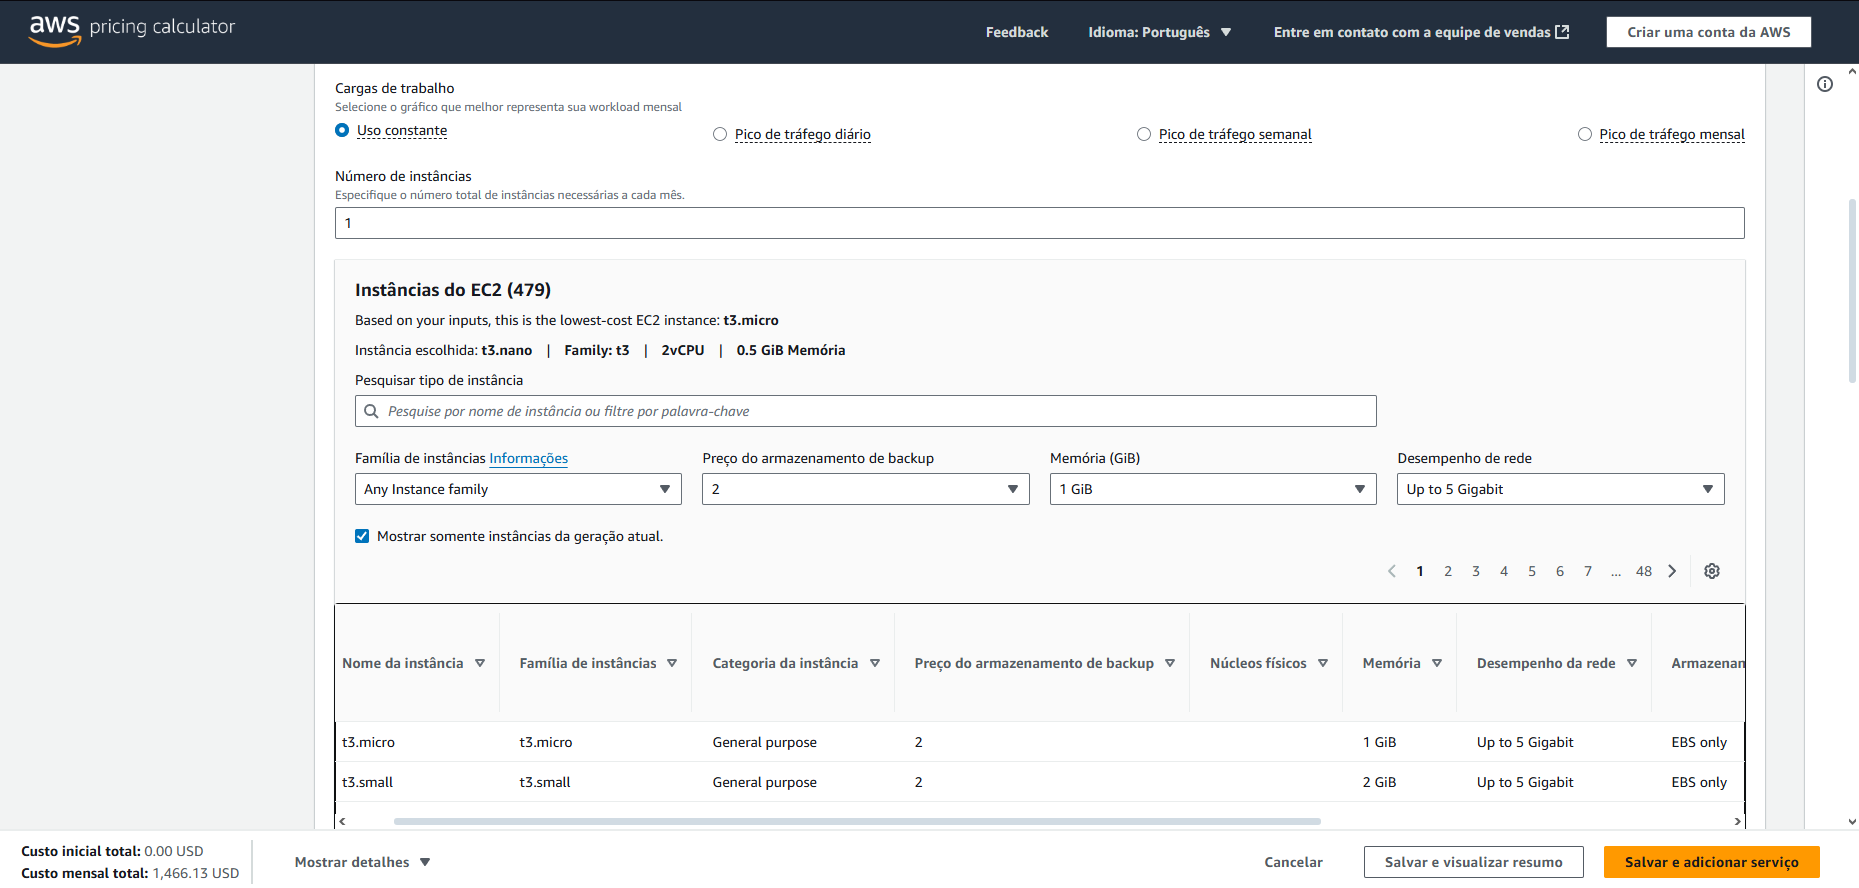 aws pricing calculator
Feedback
Idioma: Português
Entre em contato com a equipe de vendas
Criar uma conta da AWS
Cargas de trabalho
Selecione o gráfico que melhor representa sua workload mensal
Uso constante
Pico de tráfego diário
Pico de tráfego semanal
Pico de tráfego mensal
Número de instâncias
Especifique o número total de instâncias necessárias a cada mês.
1
Instâncias do EC2 (479)
Based on your inputs, this is the lowest-cost EC2 instance: t3.micro
Instância escolhida: t3.nano | Family: t3 | 2vCPU | 0.5 GiB Memória
Pesquisar tipo de instância
Pesquise por nome de instância ou filtre por palavra-chave
Família de instâncias Informações
Preço do armazenamento de backup
Memória (GiB)
Desempenho de rede
Any Instance family
2
1 GiB
Up to 5 Gigabit
Mostrar somente instâncias da geração atual.
1 2 3 4 5 6 7 ... 48
Nome da instância
Família de instâncias
Categoria da instância
Preço do armazenamento de backup
Núcleos físicos
Memória
Desempenho da rede
Armazenan
t3.micro t3.micro General purpose 2 1 GiB Up to 5 Gigabit EBS only
t3.small t3.small General purpose 2 2 GiB Up to 5 Gigabit EBS only
Custo inicial total: 0.00 USD
Custo mensal total: 1,466.13 USD
Mostrar detalhes
Cancelar
Salvar e visualizar resumo
Salvar e adicionar serviço